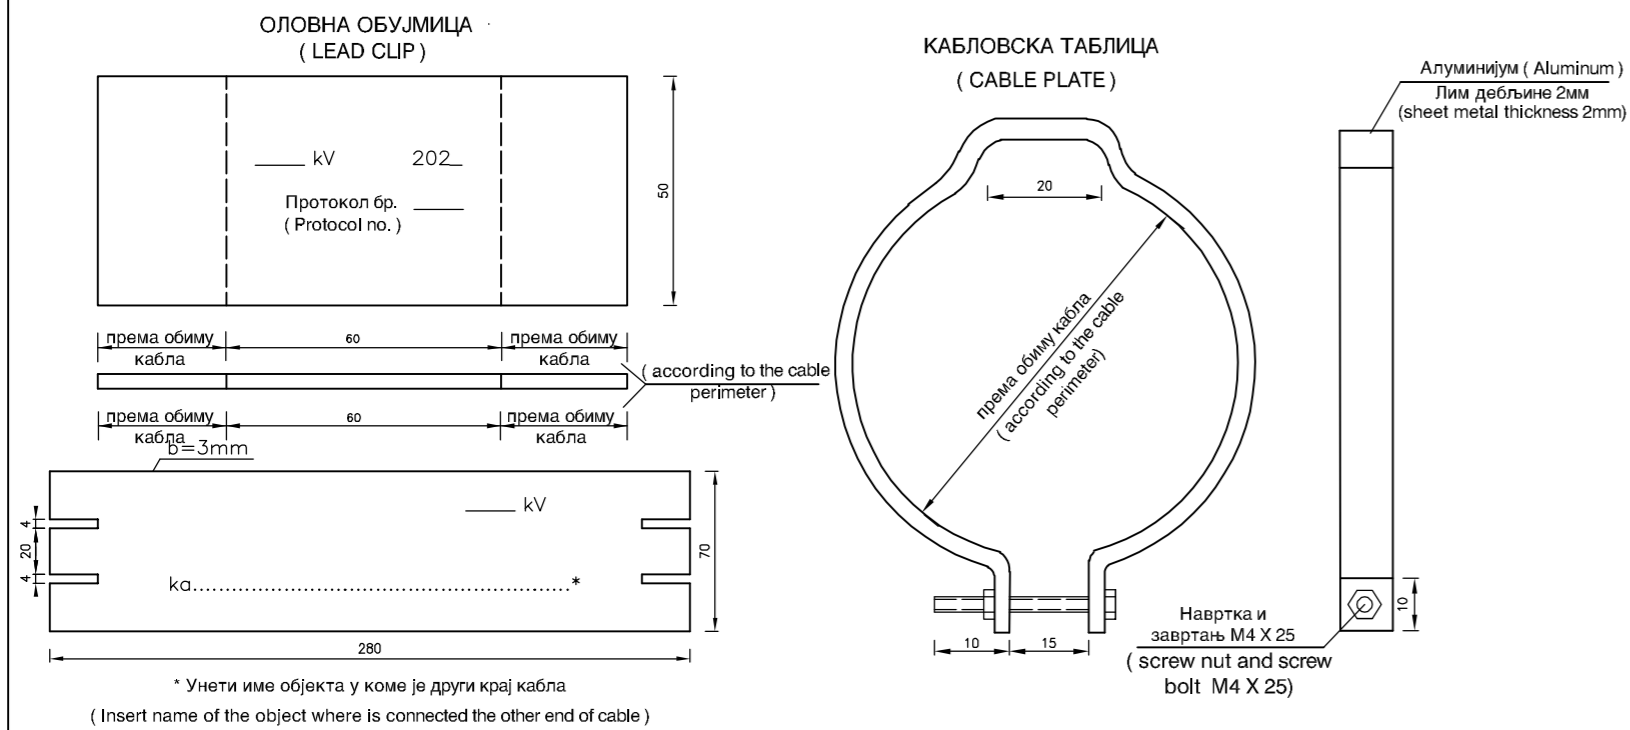 ОЛОВНА ОБУЈМИЦА
( LEAD CLIP )
____ kV 202_
Протокол бр. ____
( Protocol no. )
50
према обиму
кабла
60
према обиму
кабла
( according to the cable
perimeter )
према обиму
кабла
60
према обиму
кабла
b=3mm
____ kV
4
20
4
70
ka........................................................*
280
* Унети име објекта у коме је други крај кабла
( Insert name of the object where is connected the other end of cable )
КАБЛОВСКА ТАБЛИЦА
( CABLE PLATE )
20
према обиму кабла
( according to the cable
perimeter)
10
15
Алуминијум ( Aluminum )
Лим дебљине 2мм
(sheet metal thickness 2mm)
10
Навртка и
завртањ М4 Х 25
( screw nut and screw
bolt M4 X 25)